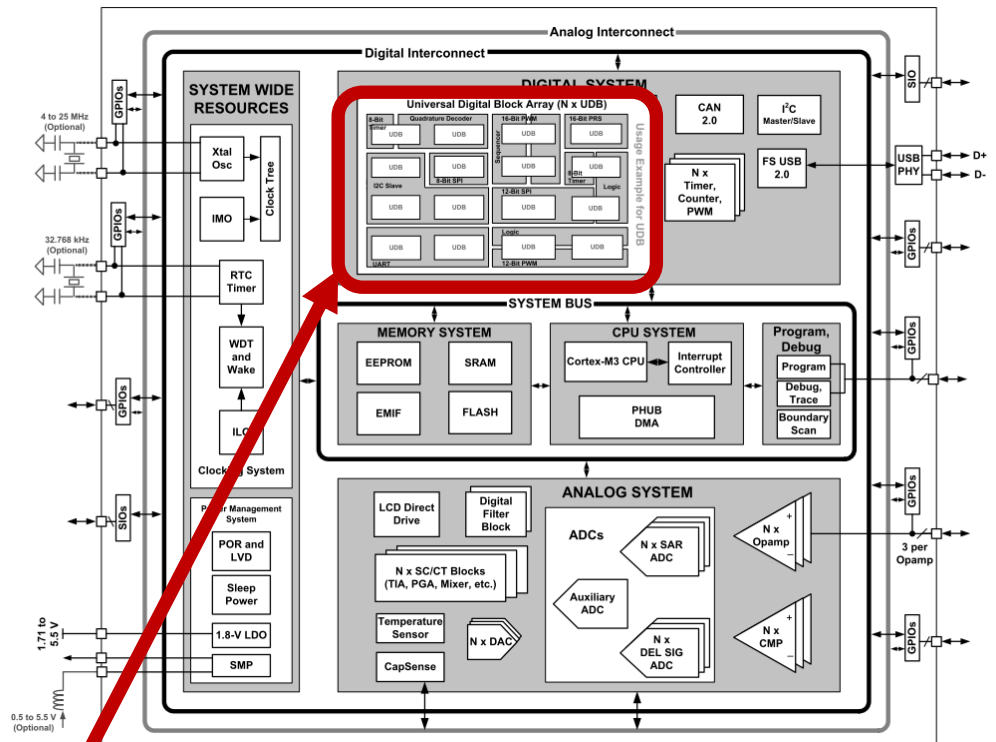 Analog Interconnect
Digital Interconnect
SYSTEM WIDE
RESOURCES
4 to 25 MHz
(Optional)
GPIOs
Xtal
Osc
Clock Tree
IMO
32.768 kHz
(Optional)
GPIOs
RTC
Timer
WDT
and
Wake
GPIOs
ILO
Clocking System
SIOs
Power Management
System
POR and
LVD
Sleep
Power
1.71 to
5.5 V
1.8-V LDO
SMP
0.5 to 5.5 V
(Optional)
DIGITAL SYSTEM
Universal Digital Block Array (N x UDB)
8-Bit
Timer
Quadrature Decoder
16-Bit PWM
16-Bit PRS
UDB
UDB
Sequencer
UDB
UDB
UDB
UDB
UDB
UDB
I2C Slave
8-Bit SPI
12-Bit SPI
8-Bit
Timer
Logic
UDB
UDB
UDB
UDB
Logic
UDB
UDB
UDB
UDB
UART
12-Bit PWM
Usage Example for UDB
CAN
2.0
I²C
Master/Slave
N x
Timer,
Counter,
PWM
FS USB
2.0
SIO
USB
PHY
D+
D-
GPIOs
SYSTEM BUS
MEMORY SYSTEM
EEPROM
SRAM
EMIF
FLASH
CPU SYSTEM
Cortex-M3 CPU
Interrupt
Controller
PHUB
DMA
Program,
Debug
Program
Debug,
Trace
Boundary
Scan
GPIOs
ANALOG SYSTEM
LCD Direct
Drive
Digital
Filter
Block
N x SC/CT Blocks
(TIA, PGA, Mixer, etc.)
Temperature
Sensor
N x DAC
CapSense
ADCs
N x SAR
ADC
Auxiliary
ADC
N x
DEL SIG
ADC
+
N x
Opamp
–
+
N x
CMP
–
GPIOs
3 per
Opamp
GPIOs